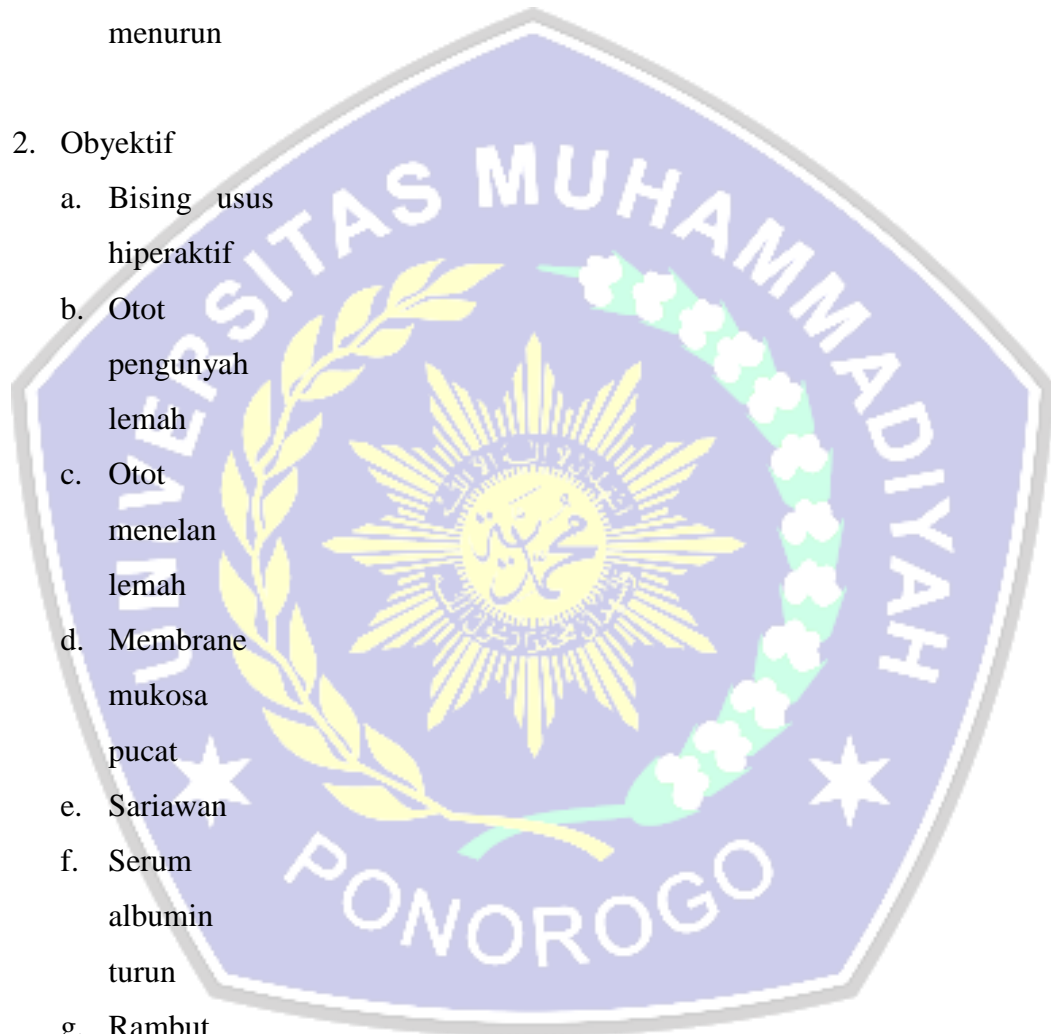 menurun
2. Obyektif
a. Bising usus
hiperaktif
b. Otot
pengunyah
lemah
c. Otot
menelan
lemah
d. Membrane
mukosa
pucat
e. Sariawan
f. Serum
albumin
turun
g. Rambut
UNIVERSITAS MUHAMMADIYAH
PONOROGO